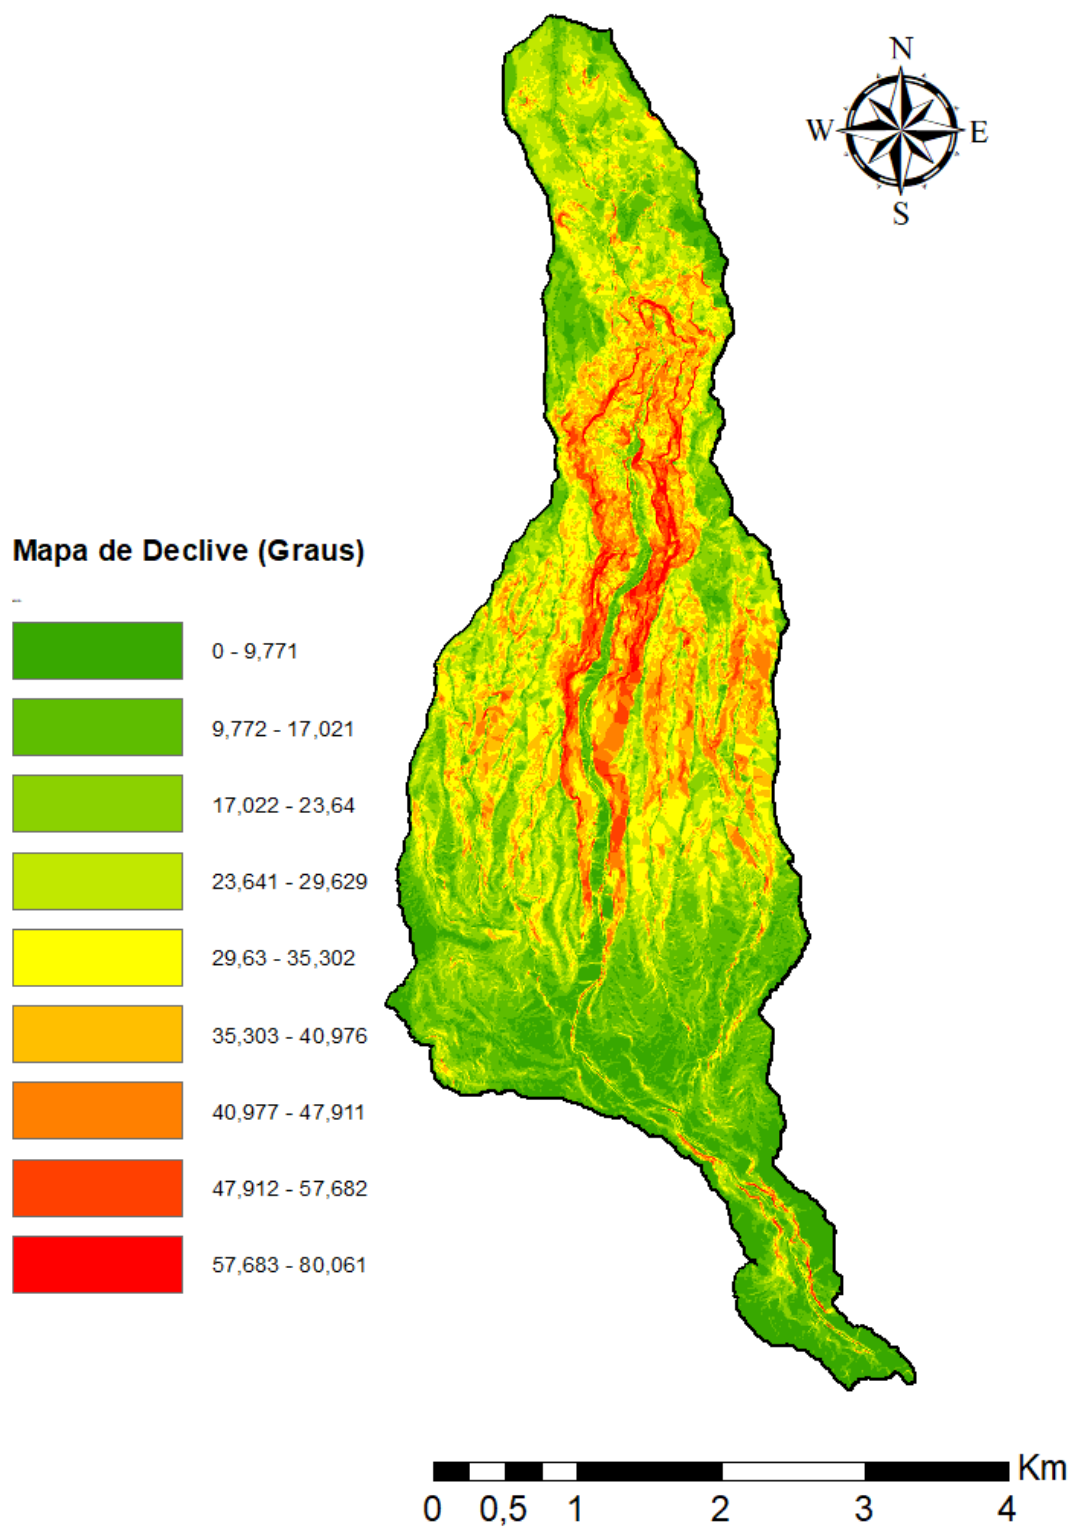 N
W E
S
Mapa de Declive (Graus)
0 - 9,771
9,772 - 17,021
17,022 - 23,64
23,641 - 29,629
29,63 - 35,302
35,303 - 40,976
40,977 - 47,911
47,912 - 57,682
57,683 - 80,061
Km
0 0,5 1 2 3 4